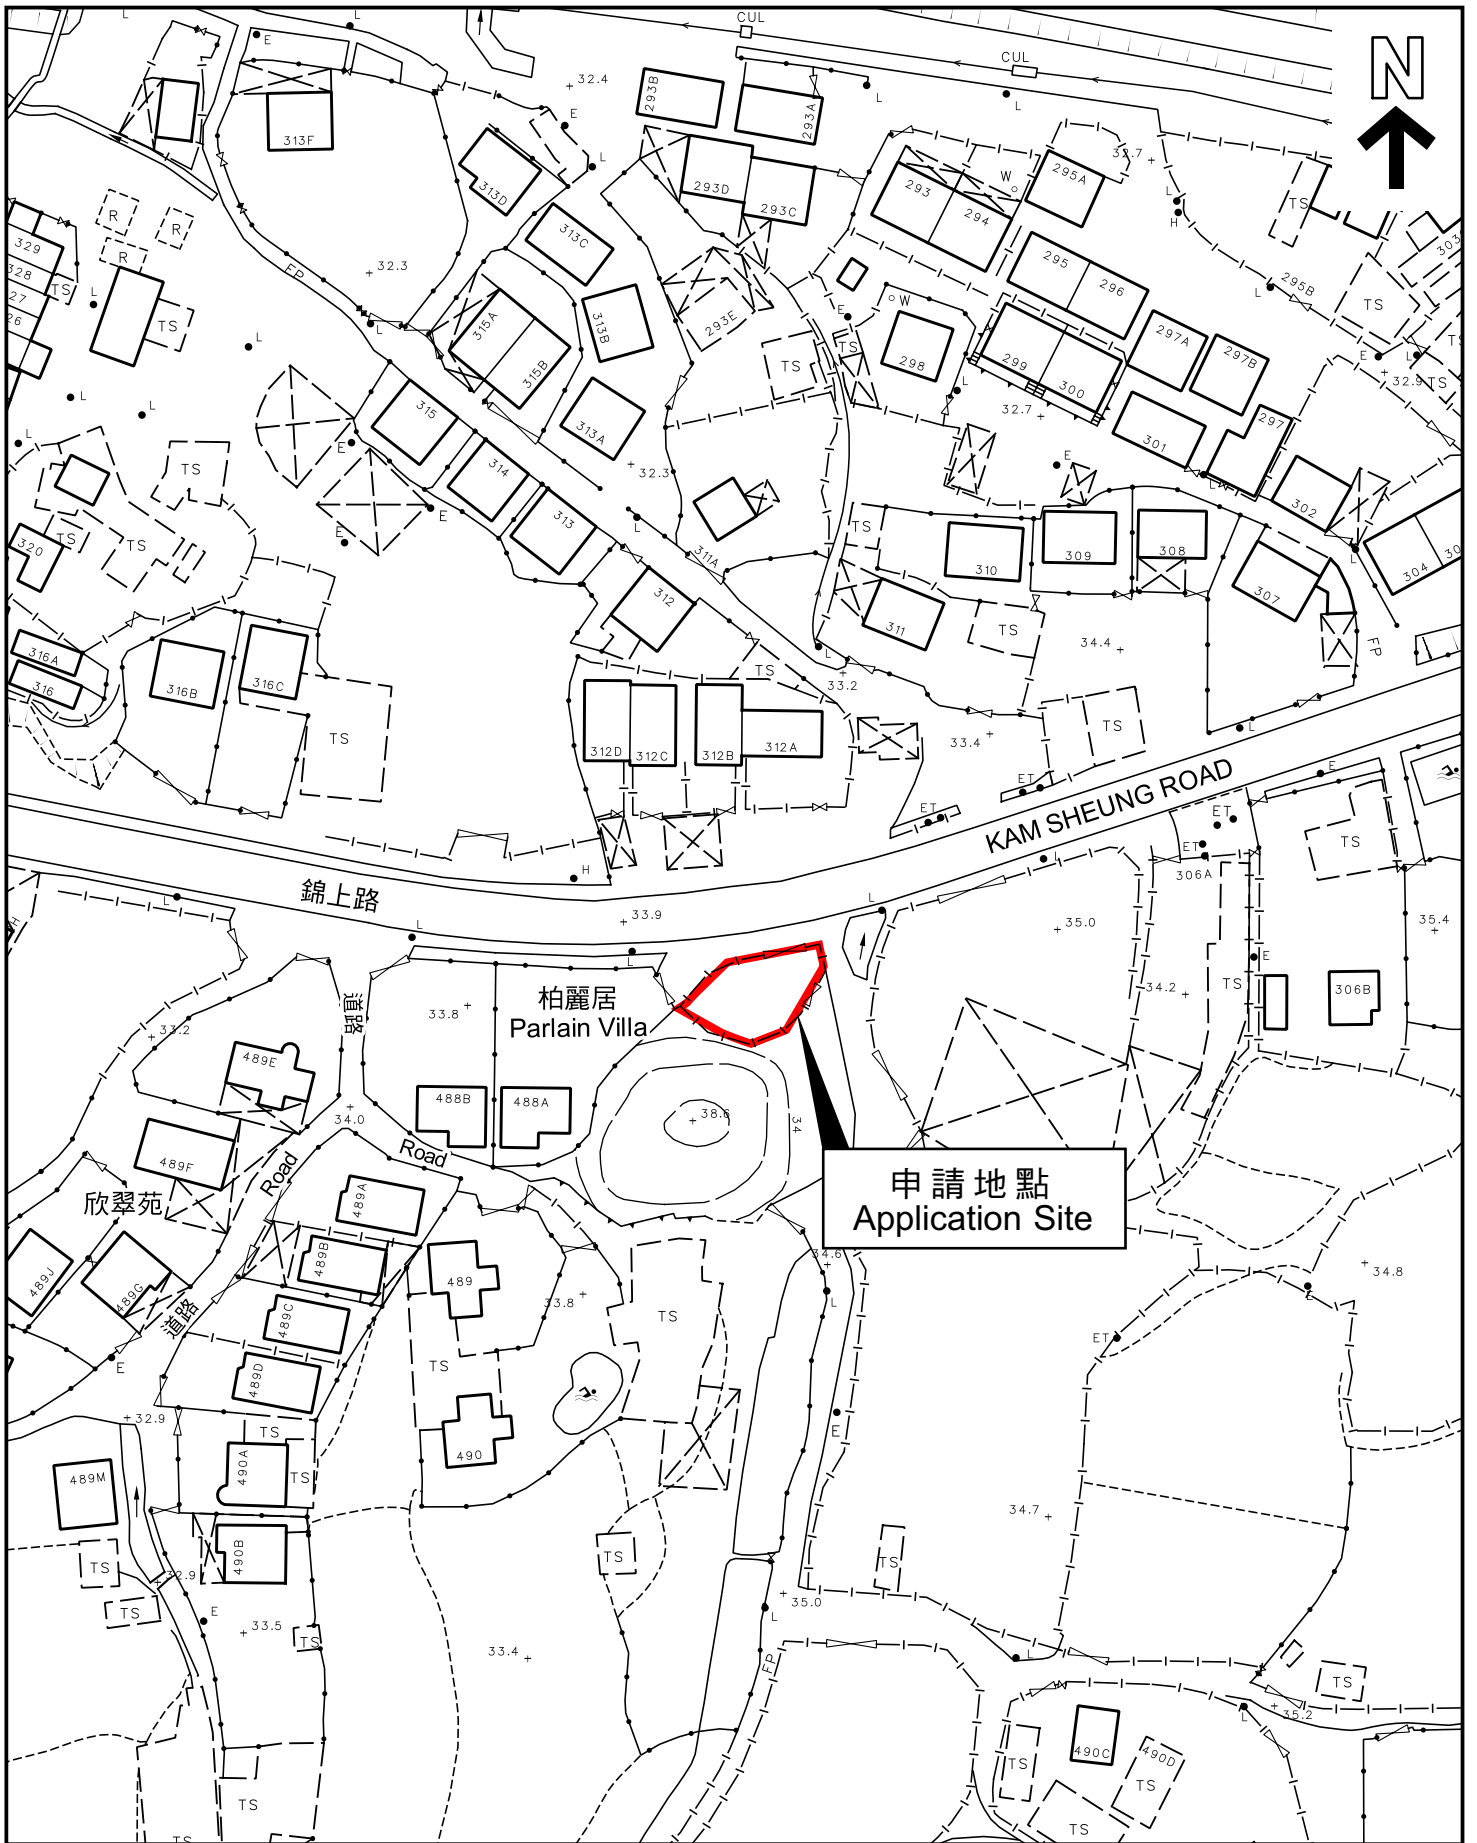 CUL
CUL
N
L
E
L
32.4
E
L
L
L
293B
293A
313F
313D
293D
293C
293
294
W
295A
32.7
L
H
TS
303
R
R
R
329
328
27
26
TS
TS
L
L
32.3
FP
L
313C
313B
315A
315B
293E
E
W
TS
TS
298
295
296
295B
TS
297A
297B
299
300
L
32.7
E
L
32.9
TS
L
L
L
315
E
313A
32.3
301
297
L
302
TS
314
E
313
E
L
TS
TS
320
TS
311A
E
310
309
308
L
304
307
312
311
TS
34.4
FP
316A
316
316B
316C
TS
TS
L
33.2
312D
312C
312B
312A
33.4
TS
L
ET
ET
E
KAM SHEUNG ROAD
ET
ET
TS
306A
H
L
錦上路
L
L
33.9
L
L
35.0
35.4
E
34.2
TS
306B
道路
33.8
柏麗居
Parlain Villa
33.2
489E
34.0
488B
488A
38.6
34
Road
Road
489F
欣翠苑
489A
申請地點
Application Site
489B
489J
489G
489
34.6
L
34.8
E
道路
489C
33.8
TS
ET
E
489D
TS
32.9
TS
490
E
489M
490A
TS
34.7
490B
TS
TS
32.9
TS
TS
E
33.5
TS
35.0
L
33.4
FP
L
TS
35.2
L
TS
490C
490D
TS
TS
TS
TS